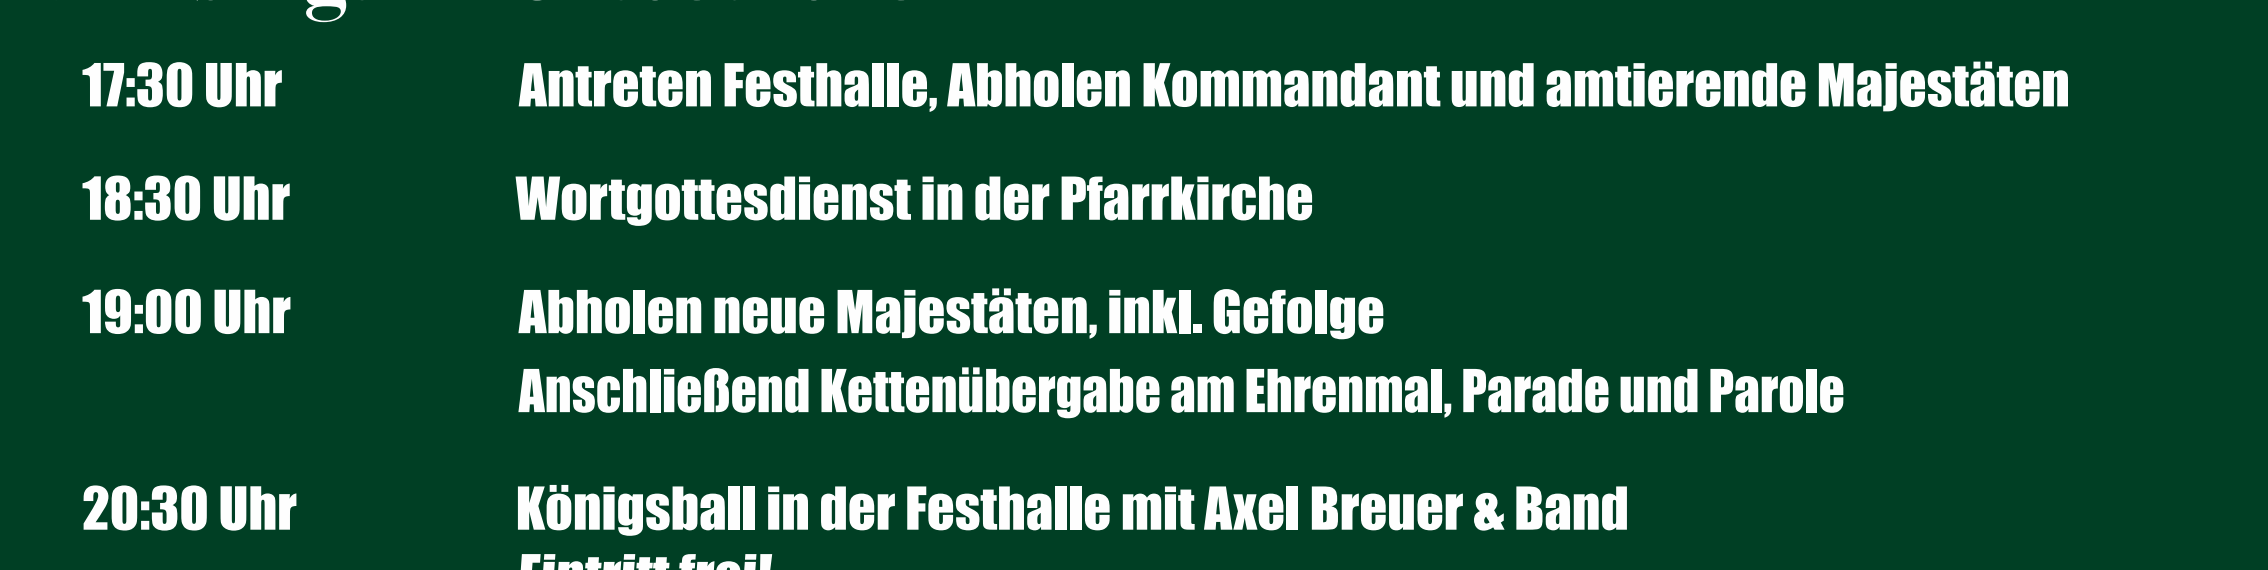 17:30 Uhr Antreten Festhalle, Abholen Kommandant und amtierende Majestäten
18:30 Uhr Wortgottesdienst in der Pfarrkirche
19:00 Uhr Abholen neue Majestäten, inkl. Gefolge
Anschließend Kettenübergabe am Ehrenmal, Parade und Parole
20:30 Uhr Königsball in der Festhalle mit Axel Breuer & Band
Eintritt frei!